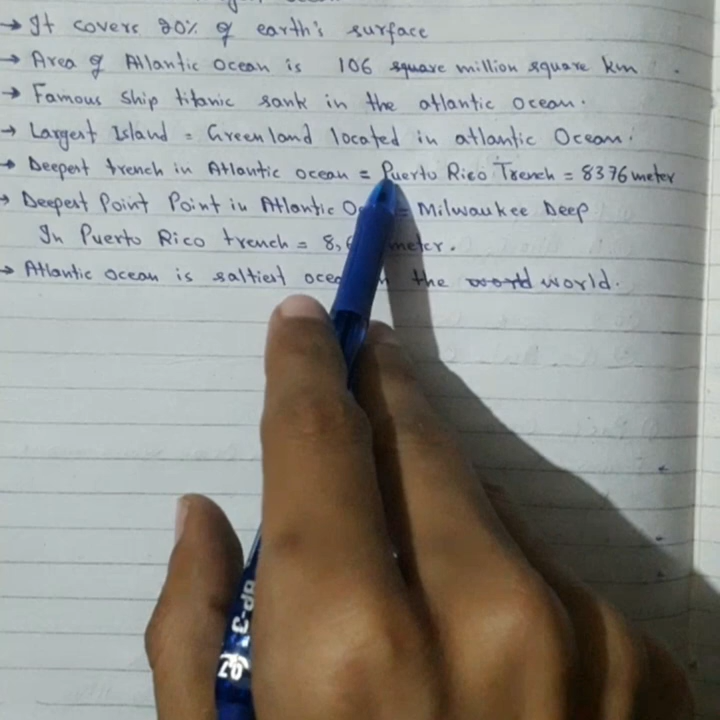 → It covers 20% of earth's surface
→ Area of Atlantic Ocean is 106 square million square km.
→ Famous Ship titanic sank in the atlantic Ocean.
→ Largest Island = Greenland located in atlantic Ocean.
→ Deepest trench in Atlantic ocean = Puerto Rico Trench = 8376 meter
→ Deepest Point Point in Atlantic = Milwaukee Deep
In Puerto Rico trench = 8, meter.
→ Atlantic ocean is saltiest the world world.
BP-3
07